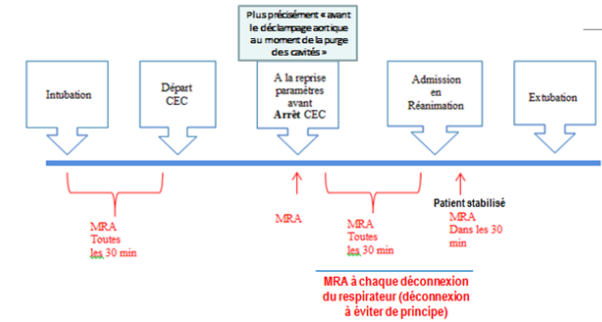 Plus précisément « avant
le déclampage aortique
au moment de la purge
des cavités »
Intubation
Départ
CEC
A la reprise
paramètres
avant
Arrêt CEC
Admission
en
Réanimation
Extubation
MRA
Toutes
les 30 min
MRA
MRA
Toutes
les 30 min
Patient stabilisé
MRA
Dans les 30
min
MRA à chaque déconnexion
du respirateur (déconnexion
à éviter de principe)